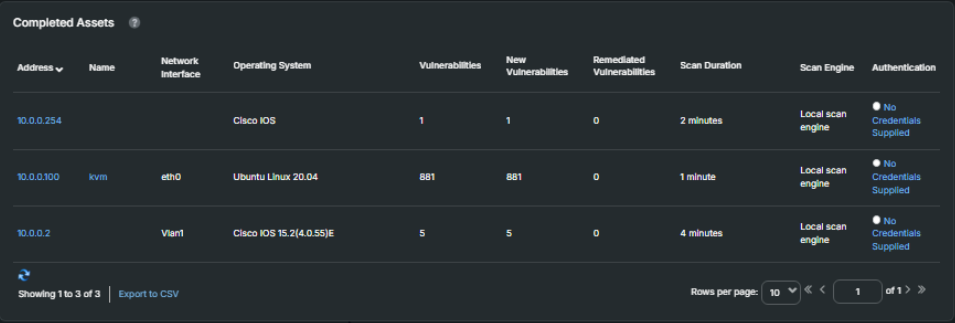 Completed Assets ?
Address Name Network Interface Operating System Vulnerabilities New Vulnerabilities Remediated Vulnerabilities Scan Duration Scan Engine Authentication
10.0.0.254 Cisco IOS 1 1 0 2 minutes Local scan engine No Credentials Supplied
10.0.0.100 kvm eth0 Ubuntu Linux 20.04 881 881 0 1 minute Local scan engine No Credentials Supplied
10.0.0.2 Vlan1 Cisco IOS 15.2(4.0.55)E 5 5 0 4 minutes Local scan engine No Credentials Supplied
Showing 1 to 3 of 3 Export to CSV Rows per page: 10 1 of 1